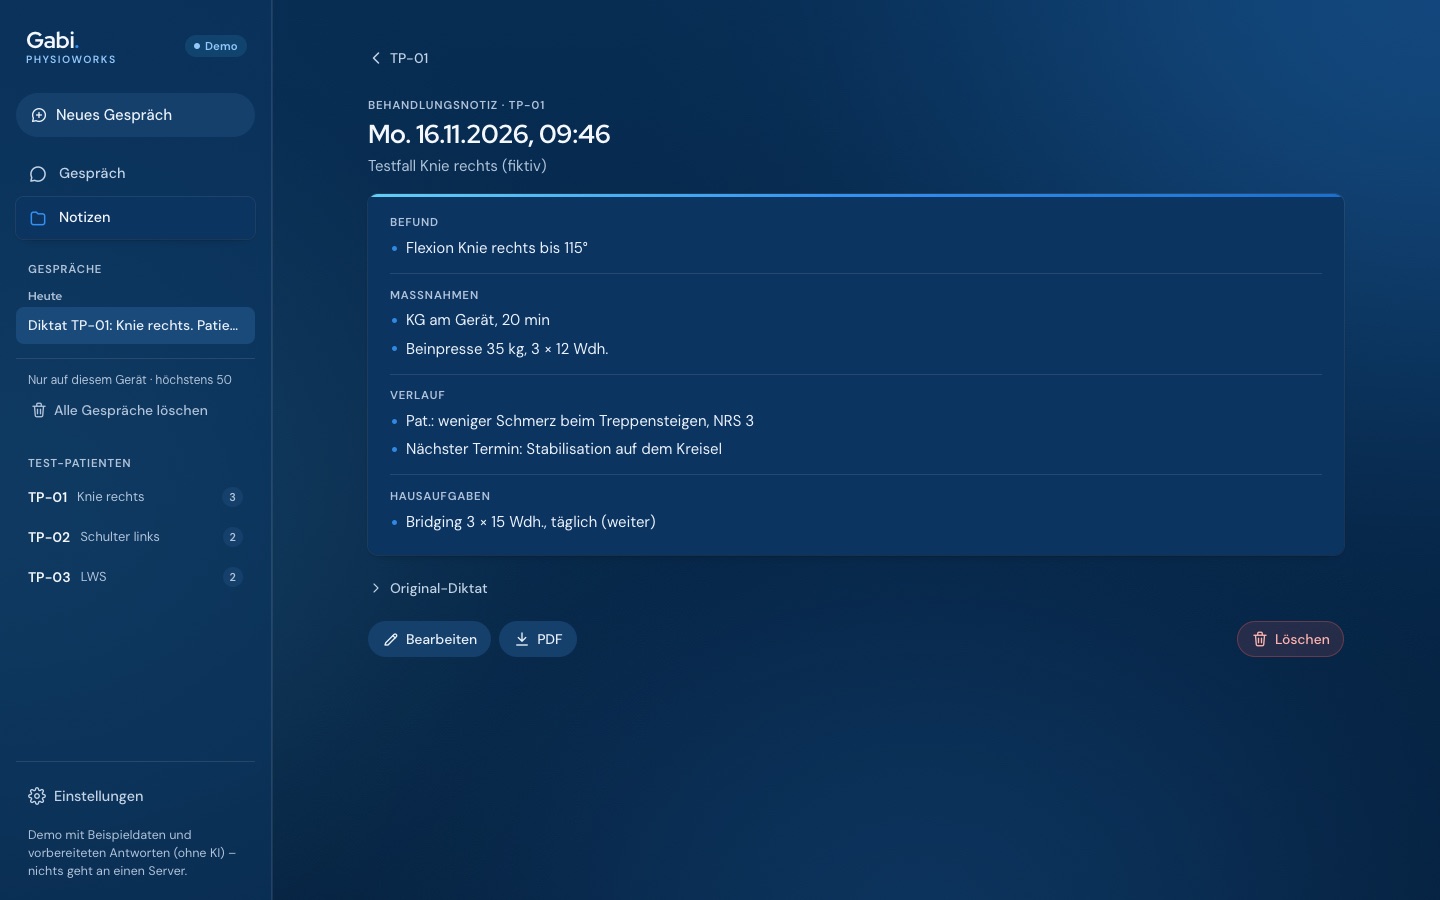 Gabi.
PHYSIOWORKS
Demo
Neues Gespräch
Gespräch
Notizen
GESPRÄCHE
Heute
Diktat TP-01: Knie rechts. Patie...
Nur auf diesem Gerät · höchstens 50
Alle Gespräche löschen
TEST-PATIENTEN
TP-01 Knie rechts 3
TP-02 Schulter links 2
TP-03 LWS 2
Einstellungen
Demo mit Beispieldaten und
vorbereiteten Antworten (ohne KI) –
nichts geht an einen Server.
TP-01
BEHANDLUNGSNOTIZ · TP-01
Mo. 16.11.2026, 09:46
Testfall Knie rechts (fiktiv)
BEFUND
• Flexion Knie rechts bis 115°
MASSNAHMEN
• KG am Gerät, 20 min
• Beinpresse 35 kg, 3 × 12 Wdh.
VERLAUF
• Pat.: weniger Schmerz beim Treppensteigen, NRS 3
• Nächster Termin: Stabilisation auf dem Kreisel
HAUSAUFGABEN
• Bridging 3 × 15 Wdh., täglich (weiter)
Original-Diktat
Bearbeiten
PDF
Löschen